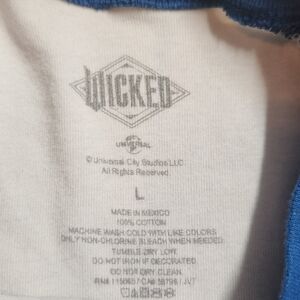 WICKED
UNIVERSAL
© Universal City Studios LLC.
All Rights Reserved.
L
MADE IN MEXICO
100% COTTON
MACHINE WASH COLD WITH LIKE COLORS
ONLY NON-CHLORINE BLEACH WHEN NEEDED
TUMBLE DRY LOW
DO NOT IRON IF DECORATED
DO NOT DRY CLEAN